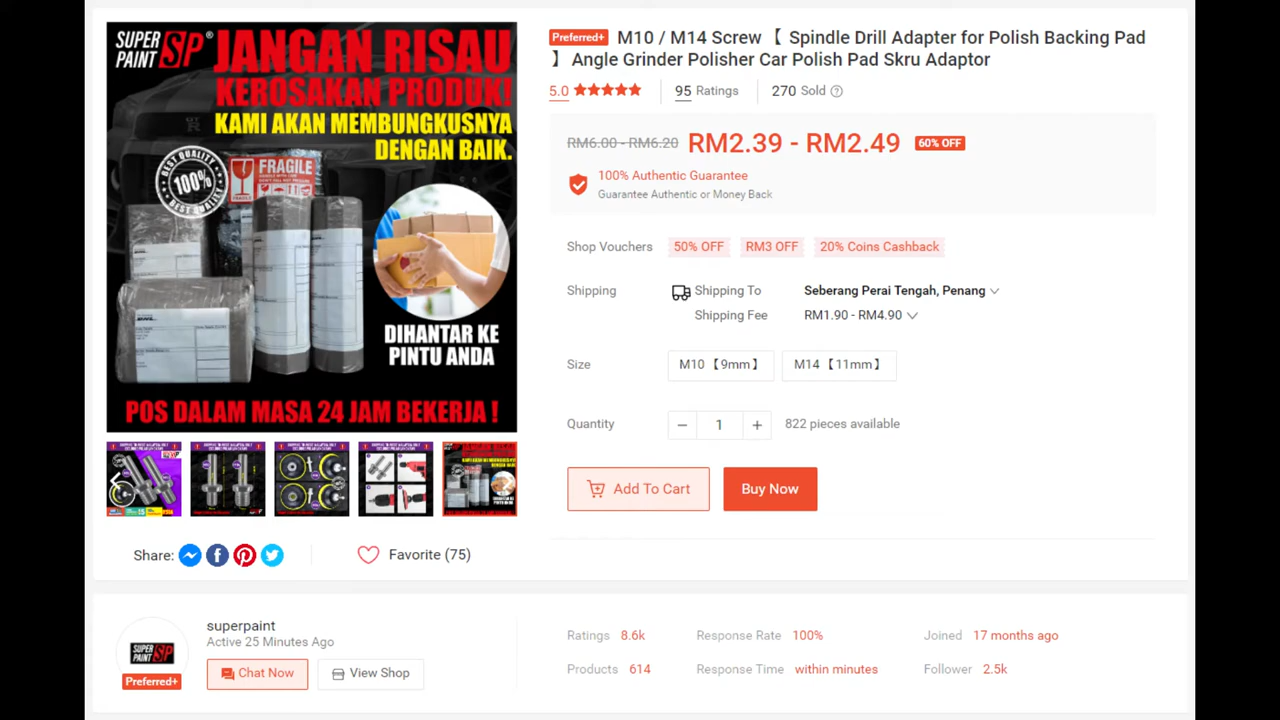 SUPER PAINT SP®
JANGAN RISAU
KEROSAKAN PRODUK!
KAMI AKAN MEMBUNGKUSNYA
DENGAN BAIK.
BEST QUALITY
100%
BEST QUALITY
FRAGILE
DIHANTAR KE
PINTU ANDA
POS DALAM MASA 24 JAM BEKERJA !
Share:
Favorite (75)
Preferred+ M10 / M14 Screw 【 Spindle Drill Adapter for Polish Backing Pad
】 Angle Grinder Polisher Car Polish Pad Skru Adaptor
5.0 95 Ratings 270 Sold ?
RM6.00 - RM6.20 RM2.39 - RM2.49 60% OFF
100% Authentic Guarantee
Guarantee Authentic or Money Back
Shop Vouchers 50% OFF RM3 OFF 20% Coins Cashback
Shipping Shipping To Seberang Perai Tengah, Penang
Shipping Fee RM1.90 - RM4.90
Size M10【9mm】 M14【11mm】
Quantity − 1 + 822 pieces available
Add To Cart Buy Now
SUPER PAINT SP
Preferred+
superpaint
Active 25 Minutes Ago
Chat Now View Shop
Ratings 8.6k Response Rate 100% Joined 17 months ago
Products 614 Response Time within minutes Follower 2.5k